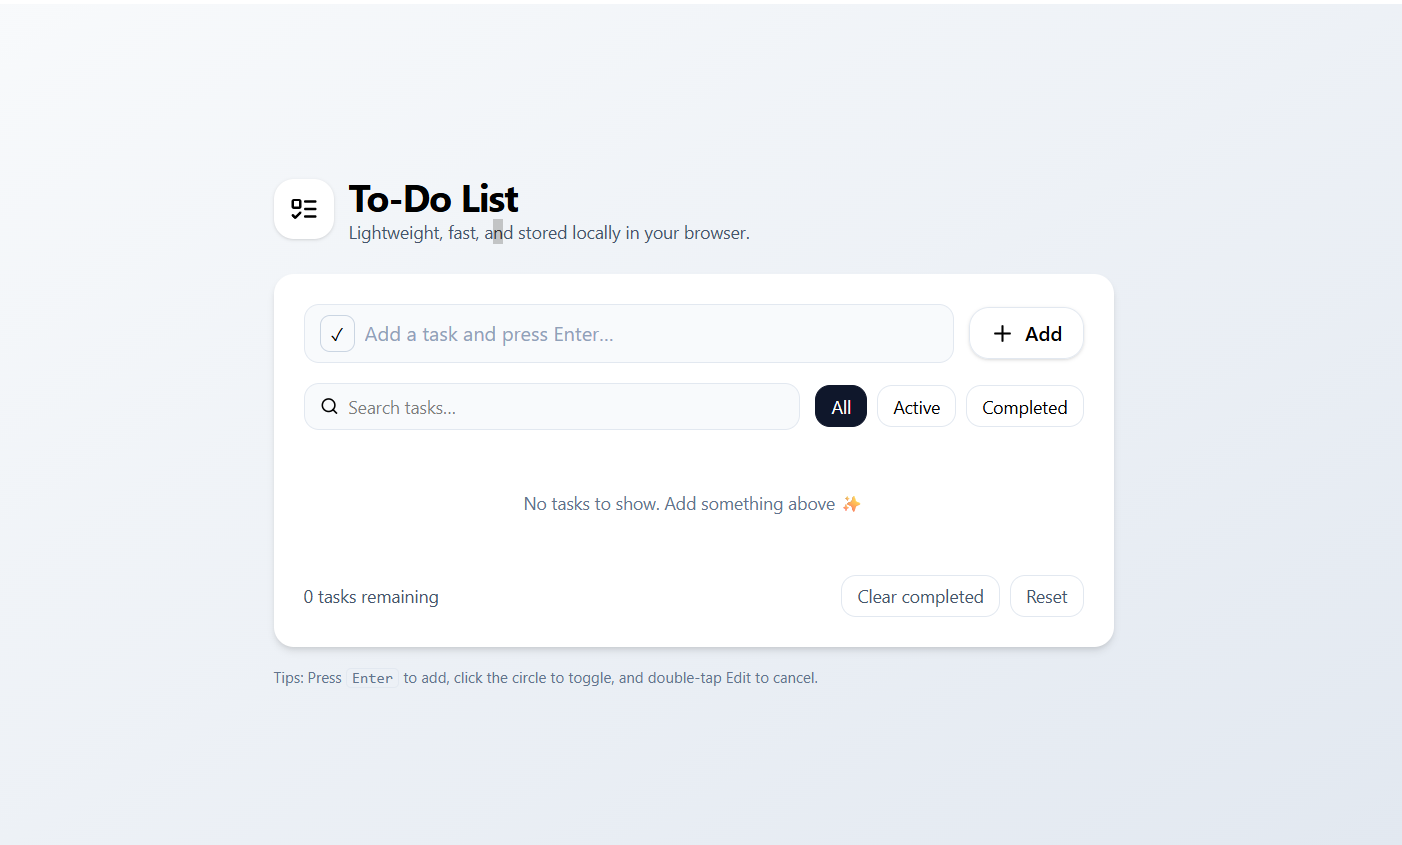 To-Do List
Lightweight, fast, and stored locally in your browser.
✓ Add a task and press Enter...
+ Add
Search tasks...
All
Active
Completed
No tasks to show. Add something above ✨
0 tasks remaining
Clear completed
Reset
Tips: Press Enter to add, click the circle to toggle, and double-tap Edit to cancel.